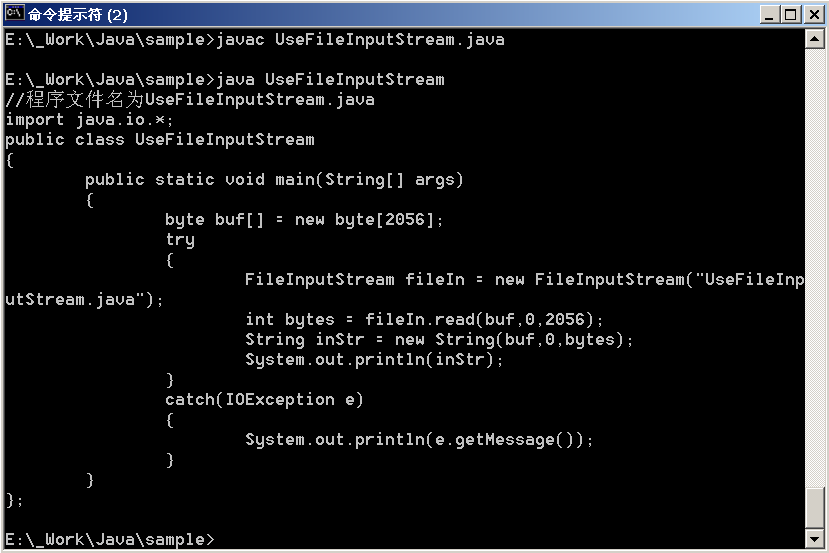 命令提示符 (2)
E:\_Work\Java\sample>javac UseFileInputStream.java
E:\_Work\Java\sample>java UseFileInputStream
//程序文件名为UseFileInputStream.java
import java.io.*;
public class UseFileInputStream
{
        public static void main(String[] args)
        {
                byte buf[] = new byte[2056];
                try
                {
                        FileInputStream fileIn = new FileInputStream("UseFileInp
utStream.java");
                        int bytes = fileIn.read(buf,0,2056);
                        String inStr = new String(buf,0,bytes);
                        System.out.println(inStr);
                }
                catch(IOException e)
                {
                        System.out.println(e.getMessage());
                }
        }
};
E:\_Work\Java\sample>